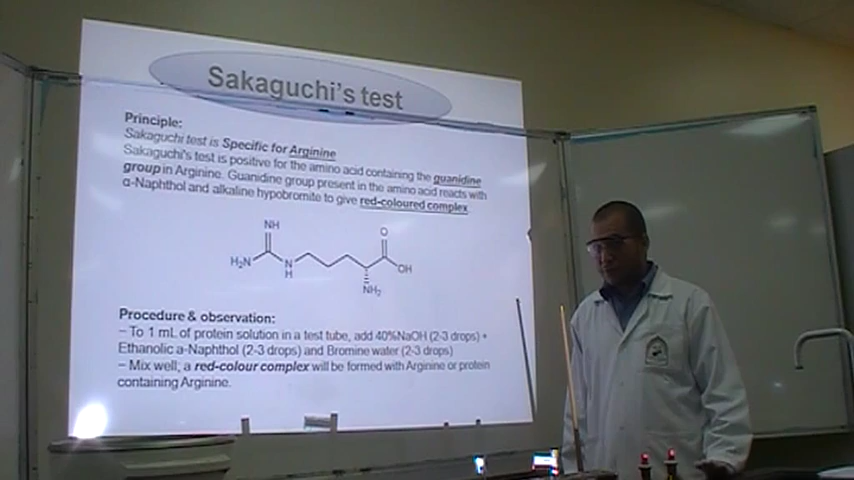 Sakaguchi's test
Principle:
Sakaguchi test is Specific for Arginine
Sakaguchi's test is positive for the amino acid containing the guanidine
group in Arginine. Guanidine group present in the amino acid reacts with
α-Naphthol and alkaline hypobromite to give red-coloured complex
NH
H₂N
N
H
O
OH
NH₂
Procedure & observation:
− To 1 mL of protein solution in a test tube, add 40%NaOH (2-3 drops) +
Ethanolic a-Naphthol (2-3 drops) and Bromine water (2-3 drops)
− Mix well; a red-colour complex will be formed with Arginine or protein
containing Arginine.